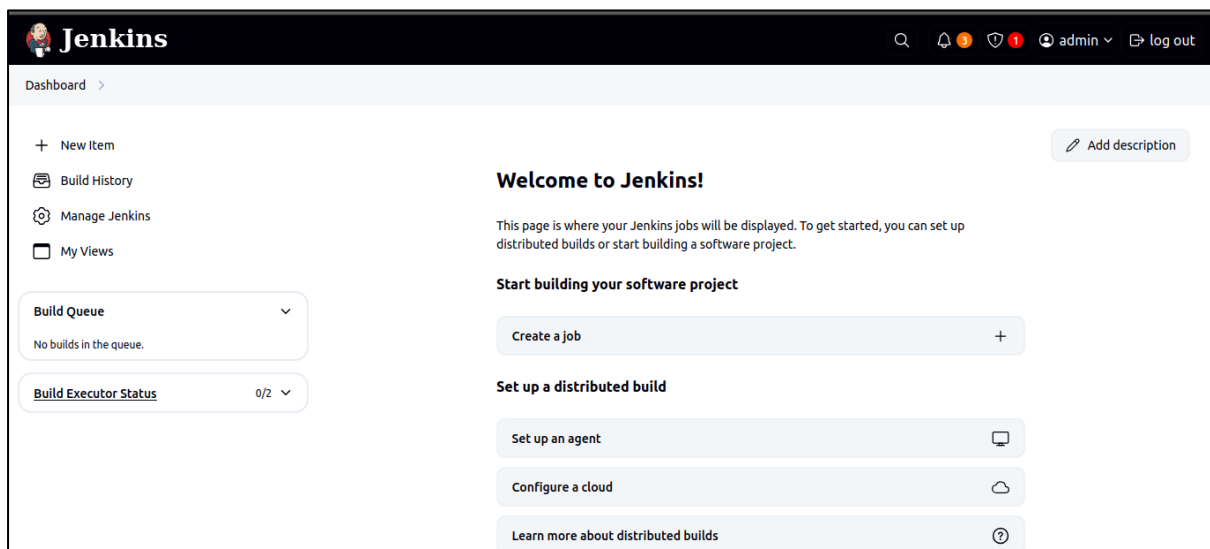 Jenkins
3
1
admin
log out
Dashboard
New Item
Build History
Manage Jenkins
My Views
Build Queue
No builds in the queue.
Build Executor Status
0/2
Add description
Welcome to Jenkins!
This page is where your Jenkins jobs will be displayed. To get started, you can set up
distributed builds or start building a software project.
Start building your software project
Create a job
Set up a distributed build
Set up an agent
Configure a cloud
Learn more about distributed builds